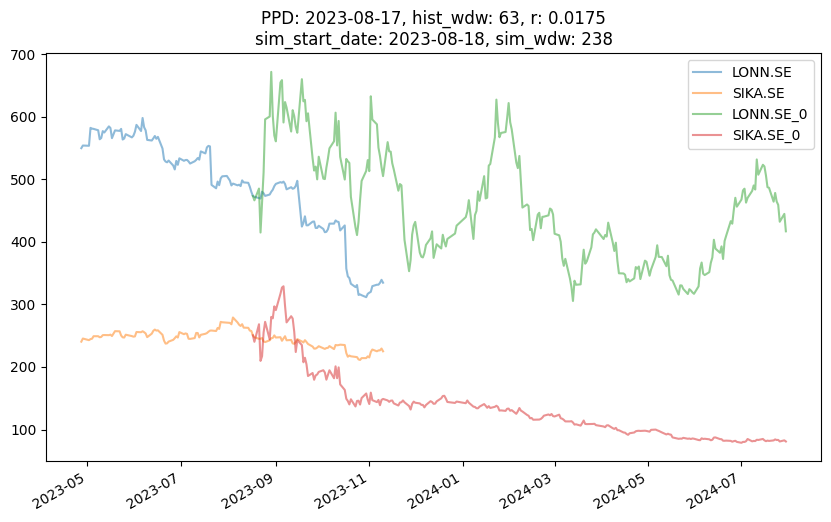 PPD: 2023-08-17, hist_wdw: 63, r: 0.0175
sim_start_date: 2023-08-18, sim_wdw: 238
700
600
500
400
300
200
100
LONN.SE
SIKA.SE
LONN.SE_0
SIKA.SE_0
2023-05
2023-07
2023-09
2023-11
2024-01
2024-03
2024-05
2024-07